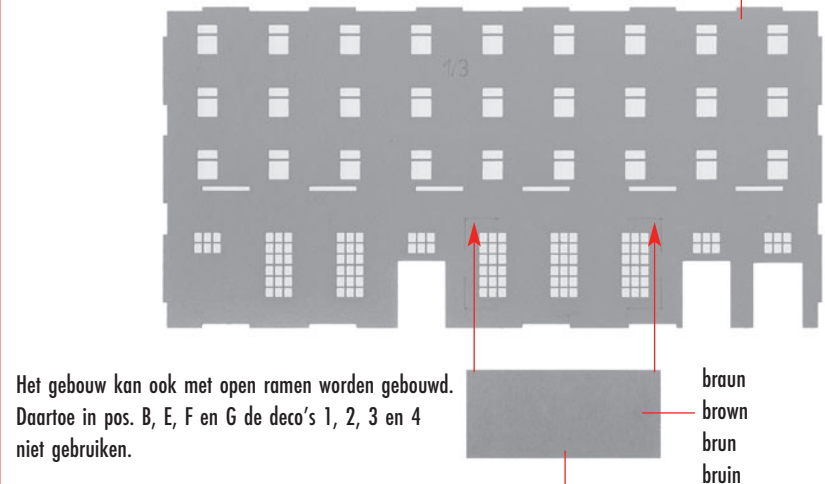 1/3
Het gebouw kan ook met open ramen worden gebouwd.
Daartoe in pos. B, E, F en G de deco's 1, 2, 3 en 4
niet gebruiken.
braun
brown
brun
bruin